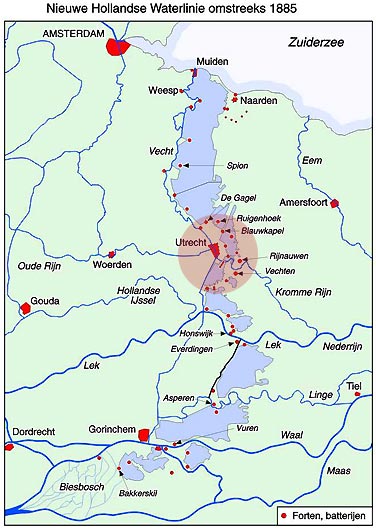 Nieuwe Hollandse Waterlinie omstreeks 1885
AMSTERDAM
Zuiderzee
Muiden
Weesp
Naarden
Vecht
Eem
Spion
De Gagel
Amersfoort
Ruigenhoek
Blauwkapel
Utrecht
Woerden
Rijnauwen
Oude Rijn
Vechten
Hollandse
IJssel
Kromme Rijn
Gouda
Honswijk
Everdingen
Lek
Nederrijn
Lek
Tiel
Asperen
Linge
Dordrecht
Gorinchem
Vuren
Waal
Biesbosch
Maas
Bakkerskil
Forten, batterijen